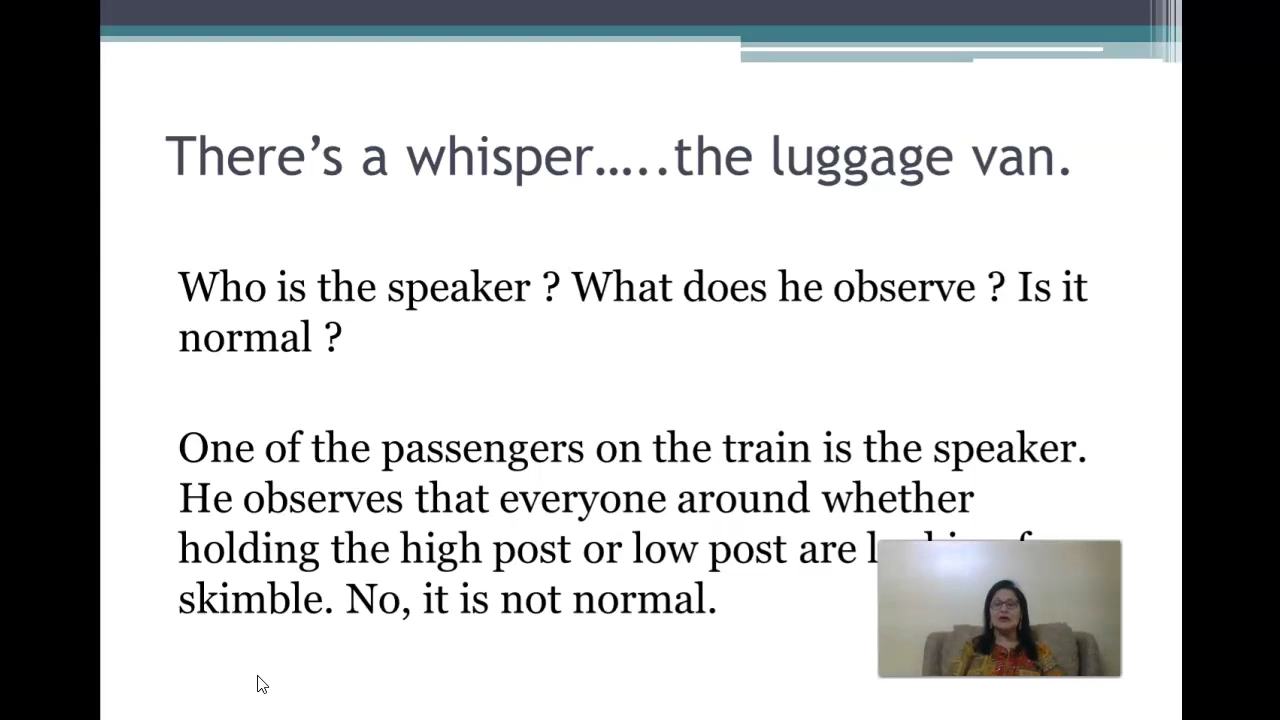 There's a whisper.....the luggage van.
Who is the speaker ? What does he observe ? Is it
normal ?
One of the passengers on the train is the speaker.
He observes that everyone around whether
holding the high post or low post are
skimble. No, it is not normal.